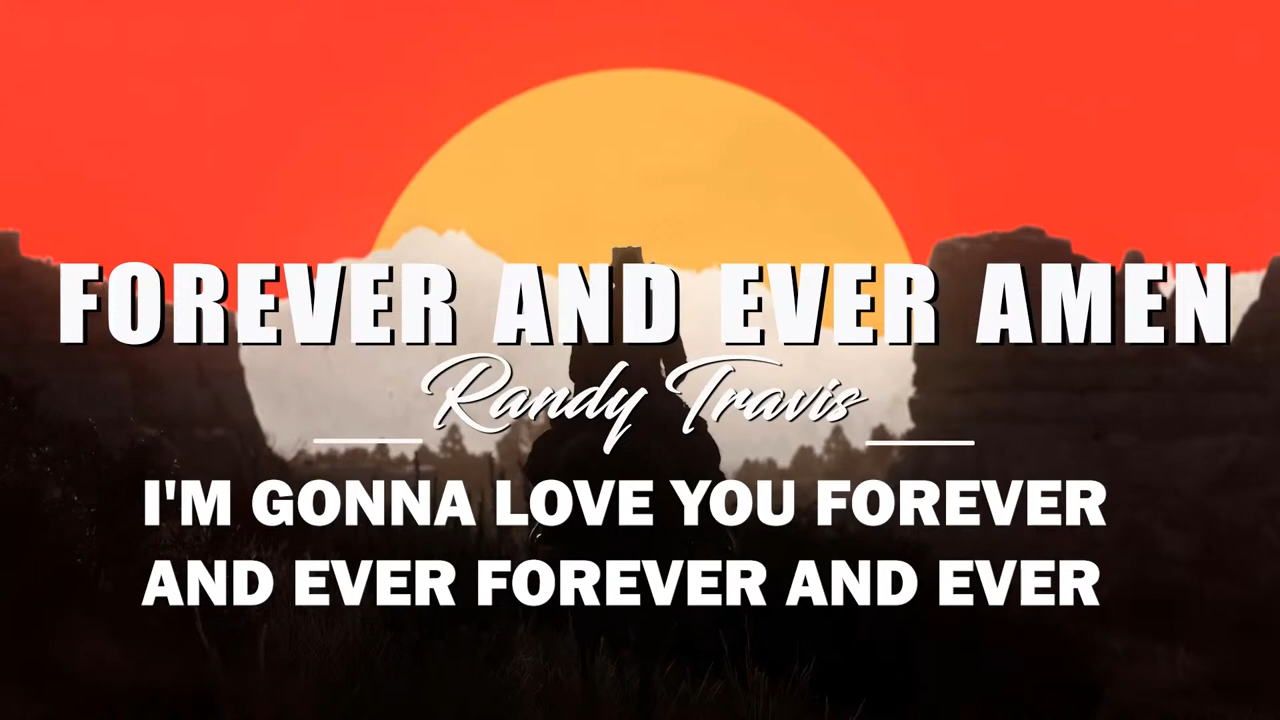 FOREVER AND EVER AMEN
Randy Travis
I'M GONNA LOVE YOU FOREVER
AND EVER FOREVER AND EVER